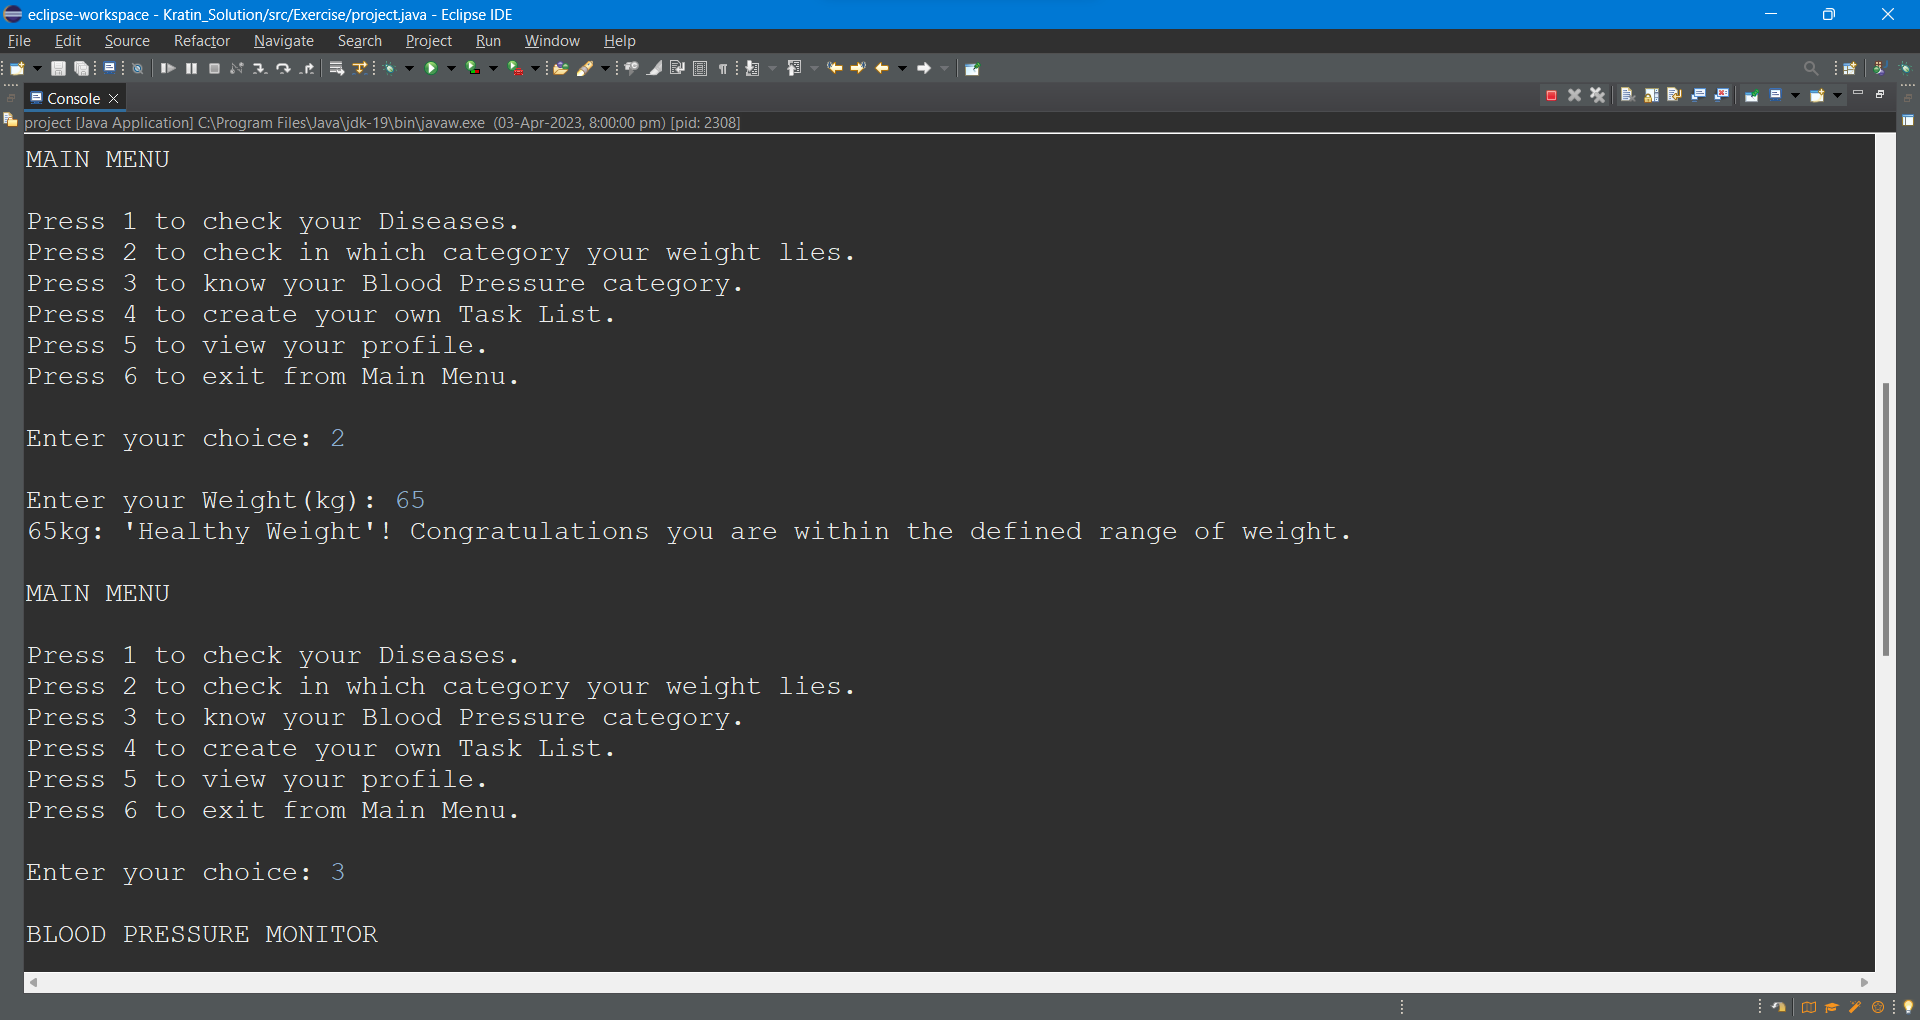 eclipse-workspace - Kratin_Solution/src/Exercise/project.java - Eclipse IDE
File Edit Source Refactor Navigate Search Project Run Window Help
Console
project [Java Application] C:\Program Files\Java\jdk-19\bin\javaw.exe (03-Apr-2023, 8:00:00 pm) [pid: 2308]
MAIN MENU
Press 1 to check your Diseases.
Press 2 to check in which category your weight lies.
Press 3 to know your Blood Pressure category.
Press 4 to create your own Task List.
Press 5 to view your profile.
Press 6 to exit from Main Menu.
Enter your choice: 2
Enter your Weight(kg): 65
65kg: 'Healthy Weight'! Congratulations you are within the defined range of weight.
MAIN MENU
Press 1 to check your Diseases.
Press 2 to check in which category your weight lies.
Press 3 to know your Blood Pressure category.
Press 4 to create your own Task List.
Press 5 to view your profile.
Press 6 to exit from Main Menu.
Enter your choice: 3
BLOOD PRESSURE MONITOR